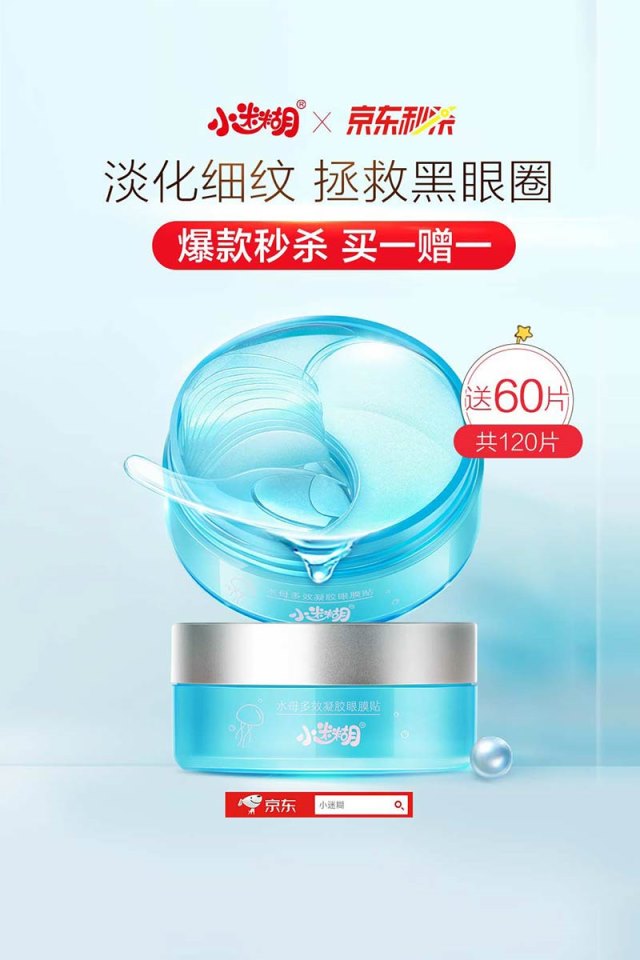 小迷糊® × 京东秒杀
淡化细纹 拯救黑眼圈
爆款秒杀 买一赠一
送60片
共120片
水母多效凝胶眼膜贴
小迷糊
水母多效凝胶眼膜贴
小迷糊
京东 小迷糊